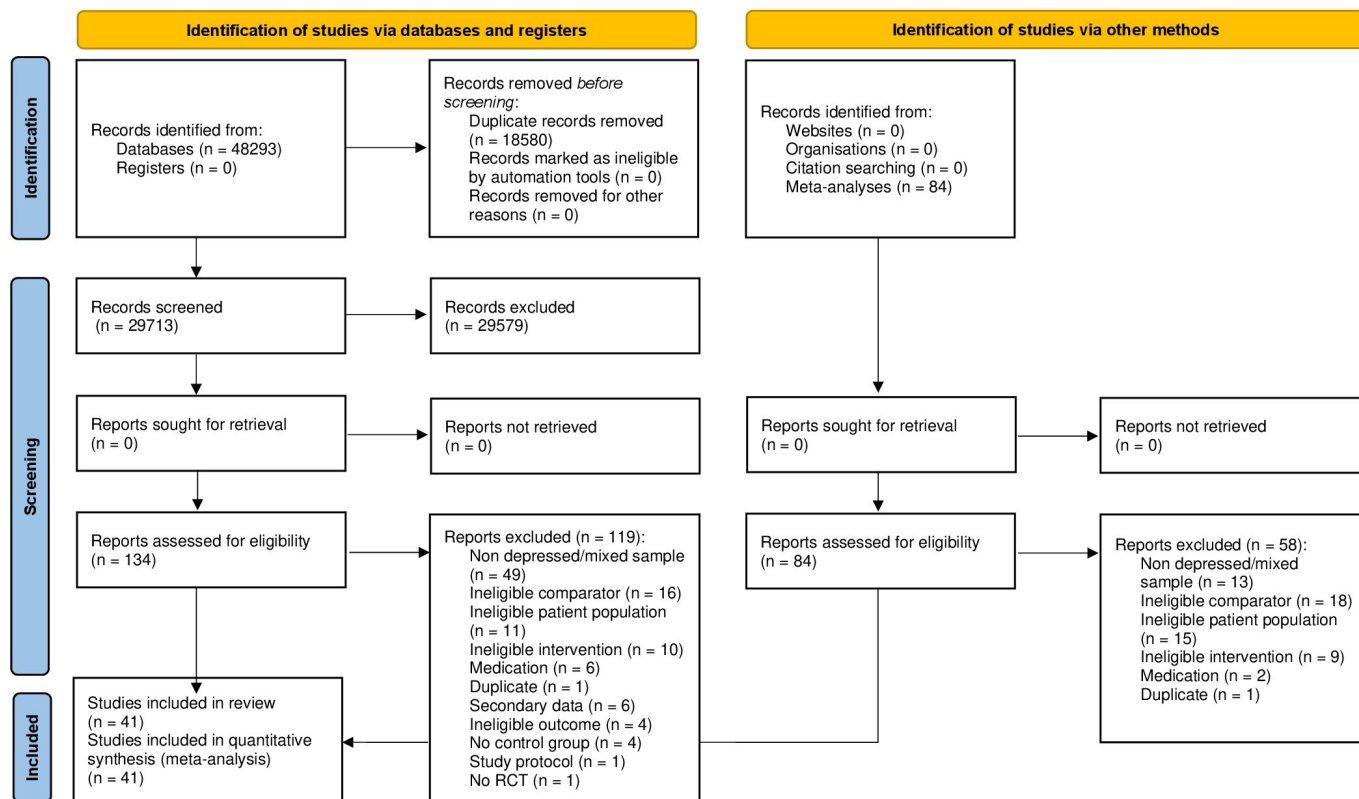 Identification of studies via databases and registers
Identification of studies via other methods
Identification
Records identified from:
Databases (n = 48293)
Registers (n = 0)
Records removed before
screening:
Duplicate records removed
(n = 18580)
Records marked as ineligible
by automation tools (n = 0)
Records removed for other
reasons (n = 0)
Records identified from:
Websites (n = 0)
Organisations (n = 0)
Citation searching (n = 0)
Meta-analyses (n = 84)
Screening
Records screened
(n = 29713)
Records excluded
(n = 29579)
Reports sought for retrieval
(n = 0)
Reports not retrieved
(n = 0)
Reports sought for retrieval
(n = 0)
Reports not retrieved
(n = 0)
Reports assessed for eligibility
(n = 134)
Reports excluded (n = 119):
Non depressed/mixed sample
(n = 49)
Ineligible comparator (n = 16)
Ineligible patient population
(n = 11)
Ineligible intervention (n = 10)
Medication (n = 6)
Duplicate (n = 1)
Secondary data (n = 6)
Ineligible outcome (n = 4)
No control group (n = 4)
Study protocol (n = 1)
No RCT (n = 1)
Reports assessed for eligibility
(n = 84)
Reports excluded (n = 58):
Non depressed/mixed
sample (n = 13)
Ineligible comparator (n = 18)
Ineligible patient population
(n = 15)
Ineligible intervention (n = 9)
Medication (n = 2)
Duplicate (n = 1)
Included
Studies included in review
(n = 41)
Studies included in quantitative
synthesis (meta-analysis)
(n = 41)